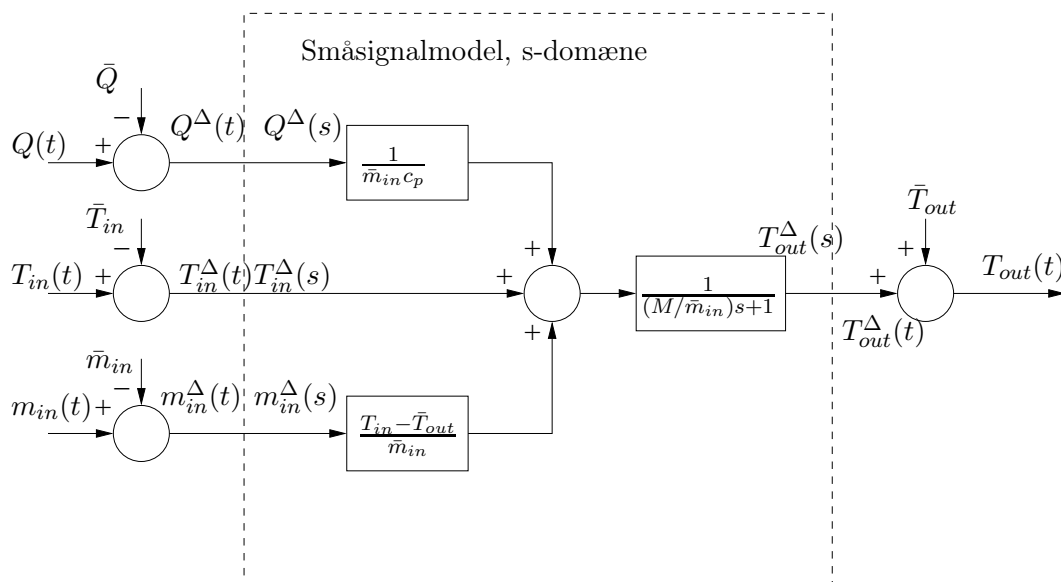 Småsignalmodel, s-domæne
Q̄
−
Q(t) +
Q^Δ(t) Q^Δ(s)
1
m̄_in c_p
T̄_in
−
T_in(t) +
T_in^Δ(t) T_in^Δ(s)
+
+
+
1
(M/m̄_in)s+1
T_out^Δ(s)
T̄_out
+
+
T_out(t)
T_out^Δ(t)
m̄_in
−
m_in(t) +
m_in^Δ(t) m_in^Δ(s)
T_in−T̄_out
m̄_in